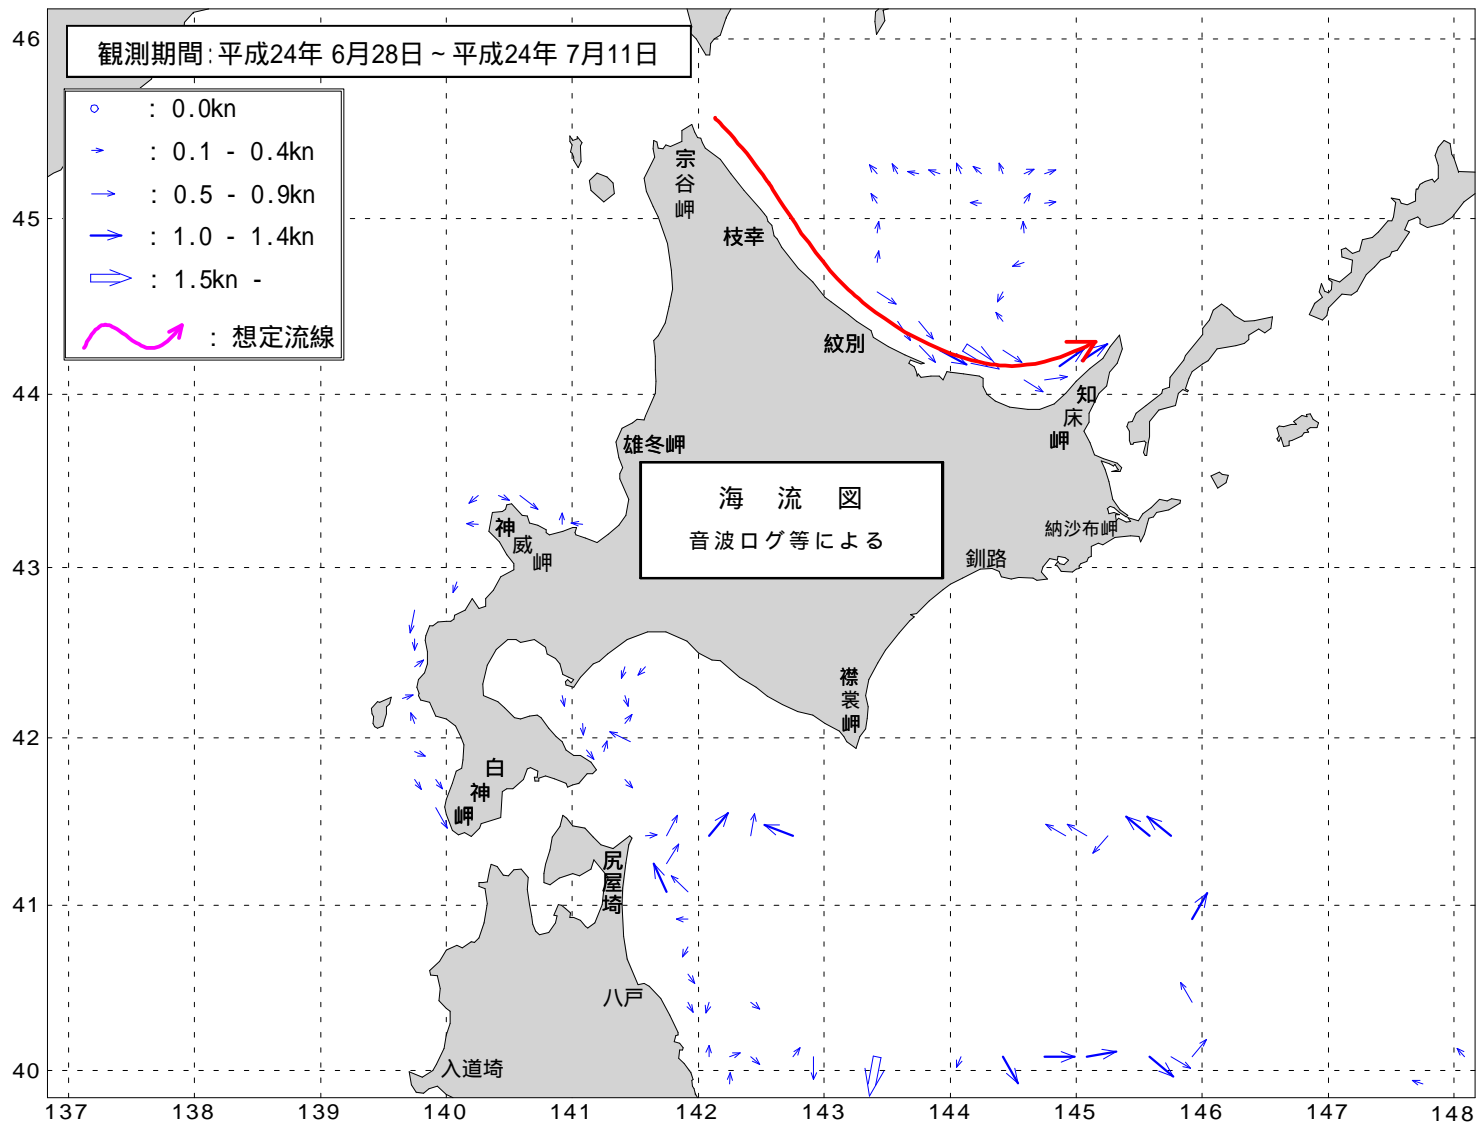 観測期間:平成24年 6月28日~平成24年 7月11日
: 0.0kn
: 0.1 - 0.4kn
: 0.5 - 0.9kn
: 1.0 - 1.4kn
: 1.5kn -
: 想定流線
46
45
44
43
42
41
40
宗谷岬
枝幸
紋別
知床岬
雄冬岬
海 流 図
音波ログ等による
納沙布岬
釧路
神威岬
襟裳岬
白神岬
尻屋埼
八戸
入道埼
137 138 139 140 141 142 143 144 145 146 147 148